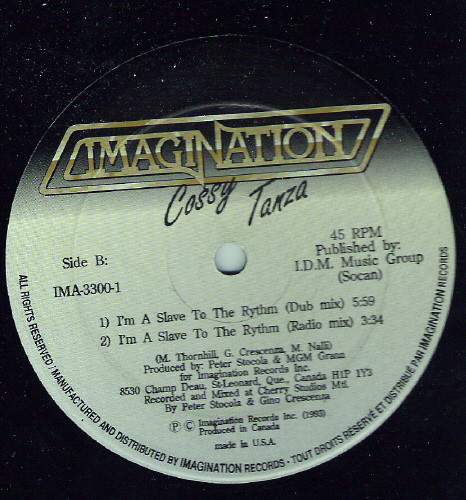 IMAGINATION
Cossy Tanza
45 RPM
Side B:
Published by:
IMA-3300-1
I.D.M. Music Group
(Socan)
1) I'm A Slave To The Rythm (Dub mix) 5:59
2) I'm A Slave To The Rythm (Radio mix) 3:34
(M. Thornhill, G. Crescenza, M. Nalli)
Produced by: Peter Stocola & MGM Grann
for Imagination Records Inc.
8530 Champ Deau, St-Leonard, Que., Canada H1P 1Y3
Recorded and Mixed at Cherry Studios Mtl.
By Peter Stocola & Gino Crescenza
Ⓟ © Imagination Records Inc. (1993)
Produced in Canada
made in U.S.A.
ALL RIGHTS RESERVED / MANUFACTURED AND DISTRIBUTED BY IMAGINATION RECORDS - TOUT DROITS RÉSERVÉ ET DISTRIBUÉ PAR IMAGINATION RECORDS